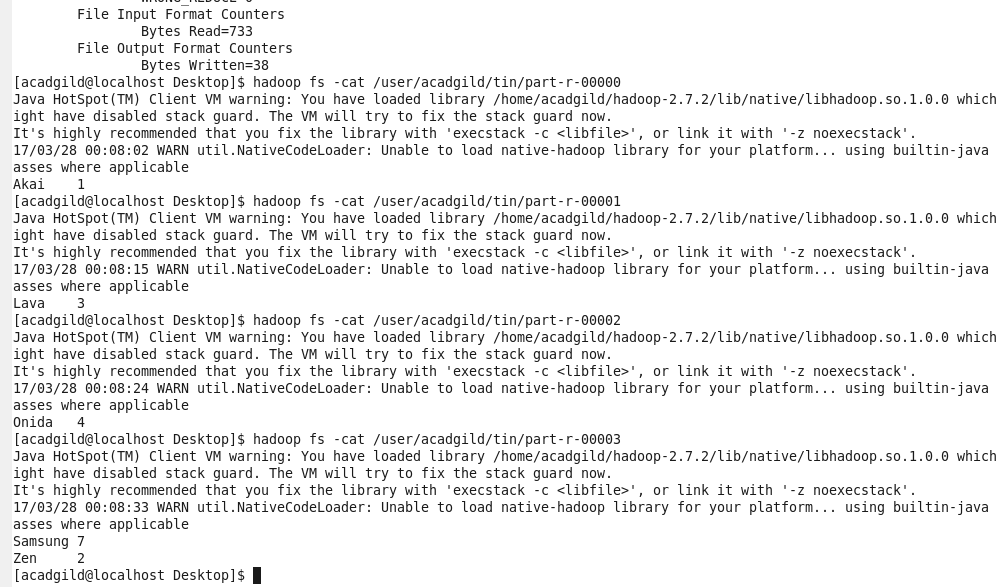 File Input Format Counters
Bytes Read=733
File Output Format Counters
Bytes Written=38
[acadgild@localhost Desktop]$ hadoop fs -cat /user/acadgild/tin/part-r-00000
Java HotSpot(TM) Client VM warning: You have loaded library /home/acadgild/hadoop-2.7.2/lib/native/libhadoop.so.1.0.0 which
ight have disabled stack guard. The VM will try to fix the stack guard now.
It's highly recommended that you fix the library with 'execstack -c <libfile>', or link it with '-z noexecstack'.
17/03/28 00:08:02 WARN util.NativeCodeLoader: Unable to load native-hadoop library for your platform... using builtin-java
asses where applicable
Akai    1
[acadgild@localhost Desktop]$ hadoop fs -cat /user/acadgild/tin/part-r-00001
Java HotSpot(TM) Client VM warning: You have loaded library /home/acadgild/hadoop-2.7.2/lib/native/libhadoop.so.1.0.0 which
ight have disabled stack guard. The VM will try to fix the stack guard now.
It's highly recommended that you fix the library with 'execstack -c <libfile>', or link it with '-z noexecstack'.
17/03/28 00:08:15 WARN util.NativeCodeLoader: Unable to load native-hadoop library for your platform... using builtin-java
asses where applicable
Lava    3
[acadgild@localhost Desktop]$ hadoop fs -cat /user/acadgild/tin/part-r-00002
Java HotSpot(TM) Client VM warning: You have loaded library /home/acadgild/hadoop-2.7.2/lib/native/libhadoop.so.1.0.0 which
ight have disabled stack guard. The VM will try to fix the stack guard now.
It's highly recommended that you fix the library with 'execstack -c <libfile>', or link it with '-z noexecstack'.
17/03/28 00:08:24 WARN util.NativeCodeLoader: Unable to load native-hadoop library for your platform... using builtin-java
asses where applicable
Onida   4
[acadgild@localhost Desktop]$ hadoop fs -cat /user/acadgild/tin/part-r-00003
Java HotSpot(TM) Client VM warning: You have loaded library /home/acadgild/hadoop-2.7.2/lib/native/libhadoop.so.1.0.0 which
ight have disabled stack guard. The VM will try to fix the stack guard now.
It's highly recommended that you fix the library with 'execstack -c <libfile>', or link it with '-z noexecstack'.
17/03/28 00:08:33 WARN util.NativeCodeLoader: Unable to load native-hadoop library for your platform... using builtin-java
asses where applicable
Samsung 7
Zen     2
[acadgild@localhost Desktop]$